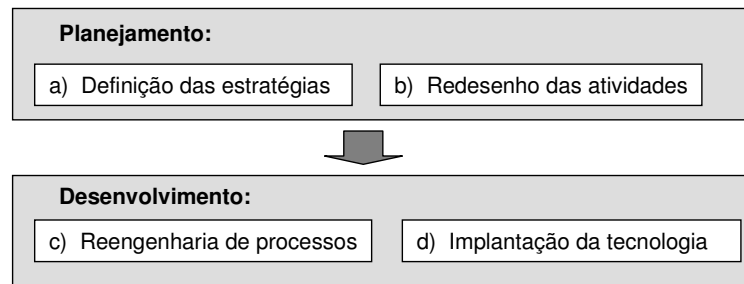 Planejamento:
a) Definição das estratégias
b) Redesenho das atividades
Desenvolvimento:
c) Reengenharia de processos
d) Implantação da tecnologia